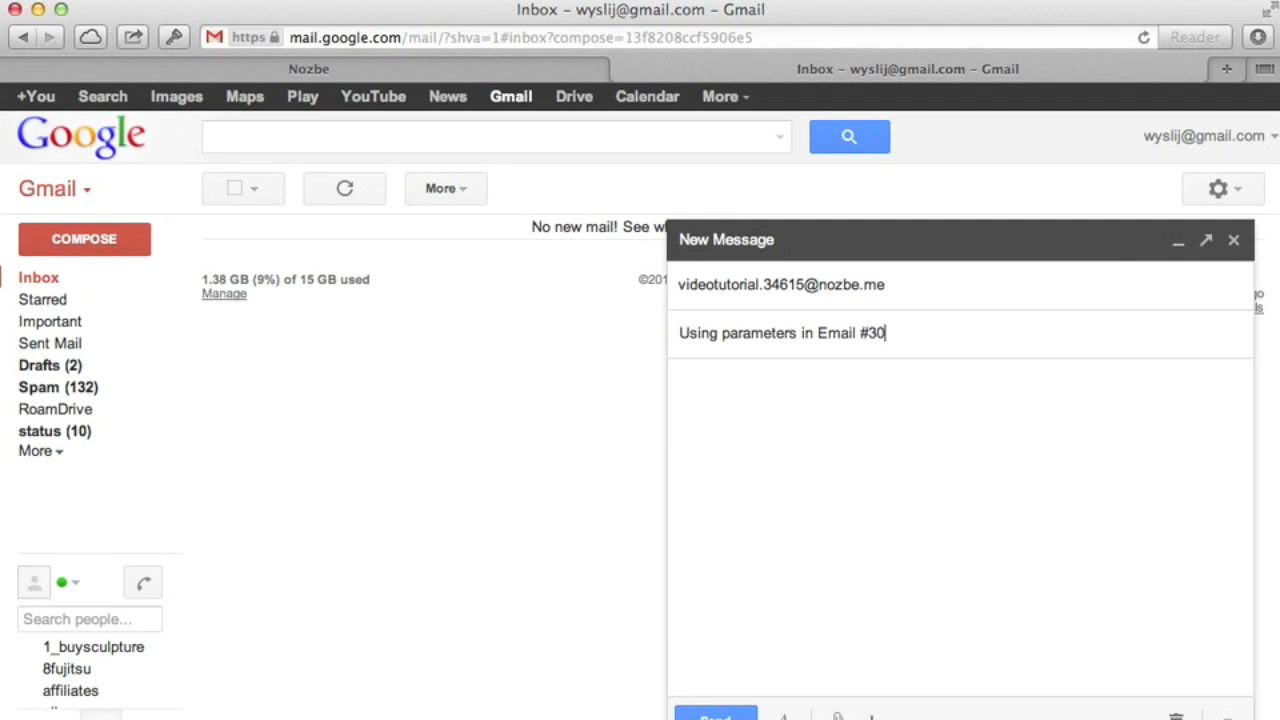 Inbox – wyslij@gmail.com – Gmail
https mail.google.com/mail/?shva=1#inbox?compose=13f8208ccf5906e5 Reader
Nozbe Inbox – wyslij@gmail.com – Gmail
+You Search Images Maps Play YouTube News Gmail Drive Calendar More
Google wyslij@gmail.com
Gmail More
COMPOSE
Inbox
Starred
Important
Sent Mail
Drafts (2)
Spam (132)
RoamDrive
status (10)
More
Search people...
1_buysculpture
8fujitsu
affiliates
No new mail! See
1.38 GB (9%) of 15 GB used
Manage
©201
New Message
videotutorial.34615@nozbe.me
Using parameters in Email #30
Send